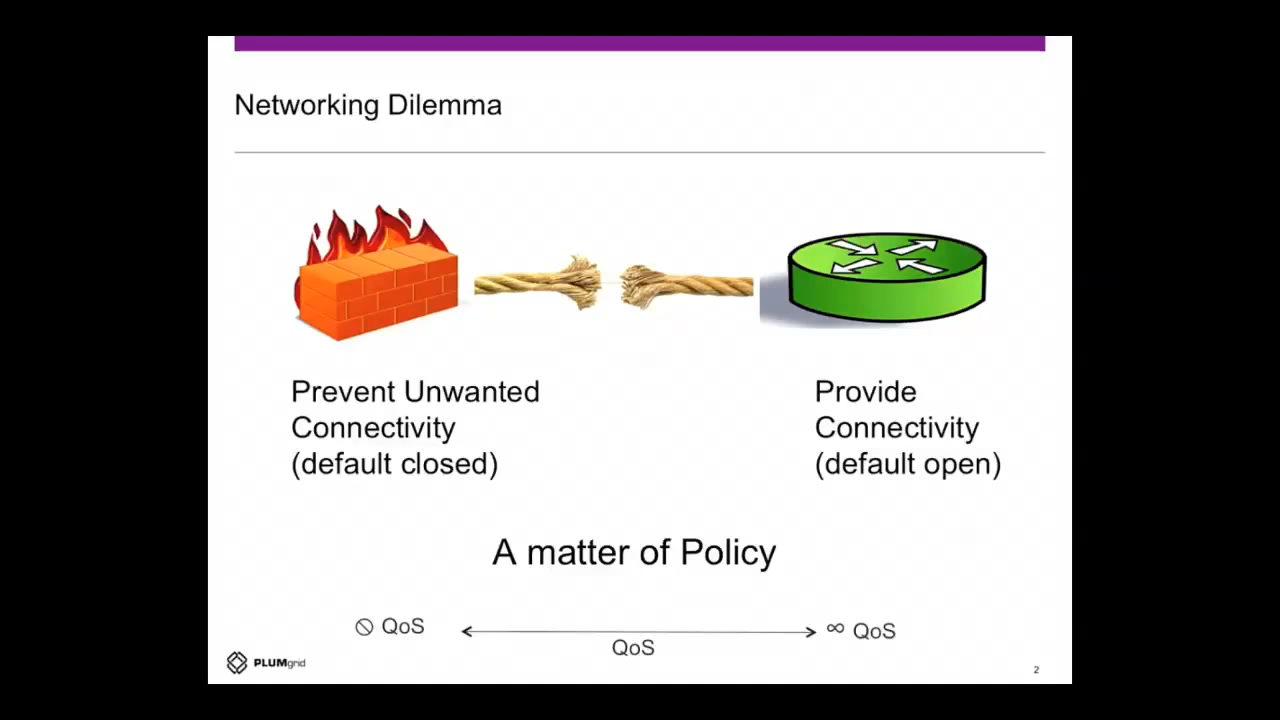 Networking Dilemma
Prevent Unwanted
Connectivity
(default closed)
Provide
Connectivity
(default open)
A matter of Policy
🛇 QoS
QoS
∞ QoS
PLUMgrid
2